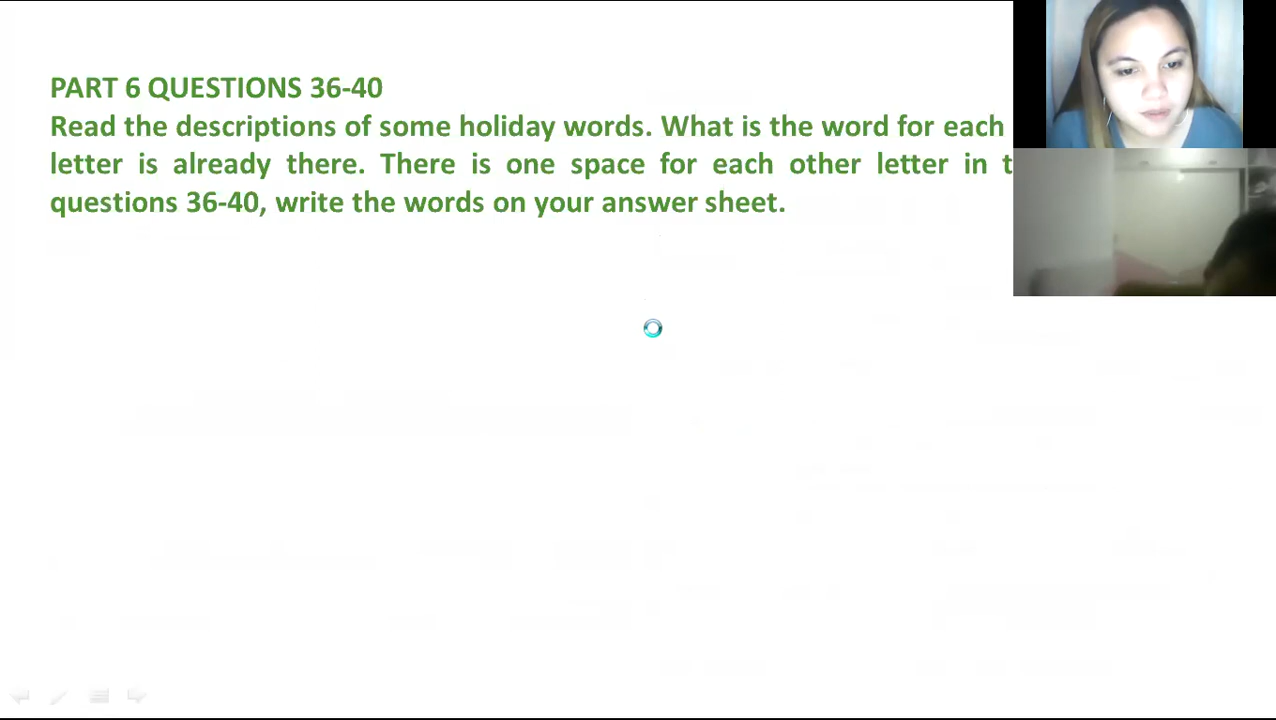 PART 6 QUESTIONS 36-40
Read the descriptions of some holiday words. What is the word for each
letter is already there. There is one space for each other letter in t
questions 36-40, write the words on your answer sheet.